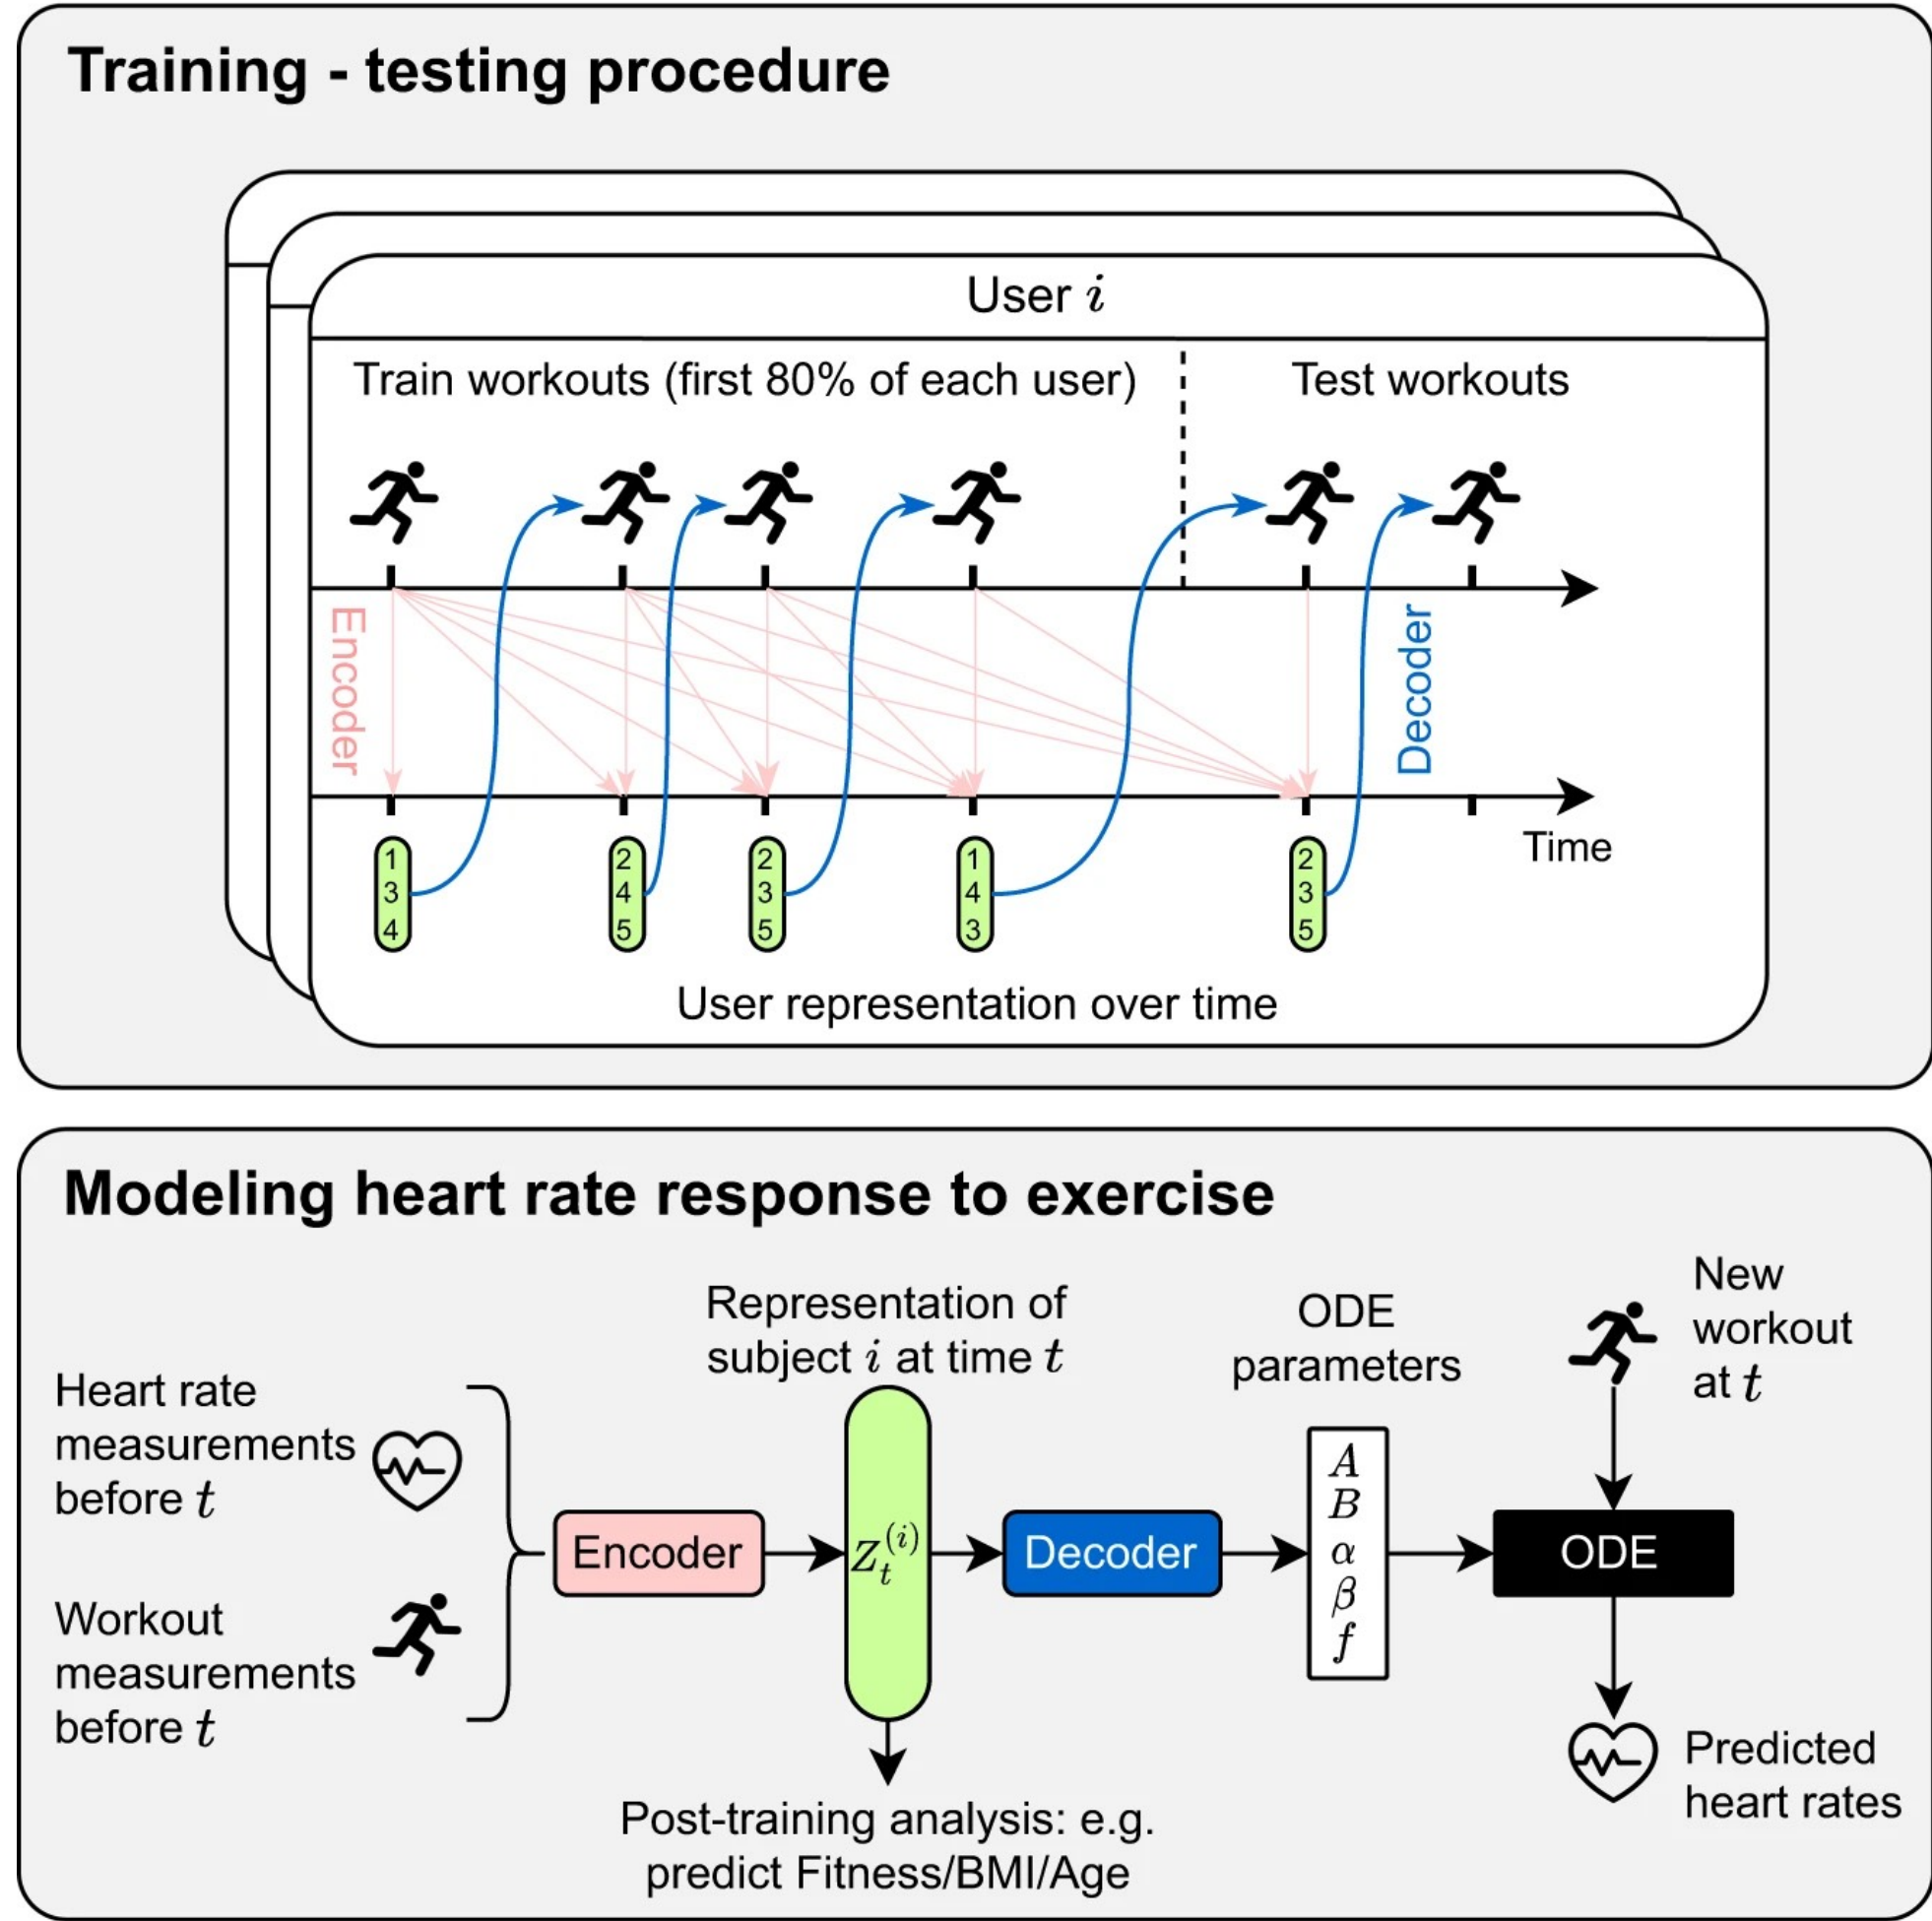 Training - testing procedure
User i
Train workouts (first 80% of each user)
Test workouts
Encoder
Decoder
Time
1
3
4
2
4
5
2
3
5
1
4
3
2
3
5
User representation over time
Modeling heart rate response to exercise
Heart rate
measurements
before t
Workout
measurements
before t
Encoder
Representation of
subject i at time t
Z_t^{(i)}
Post-training analysis: e.g.
predict Fitness/BMI/Age
Decoder
ODE
parameters
A
B
α
β
f
New
workout
at t
ODE
Predicted
heart rates